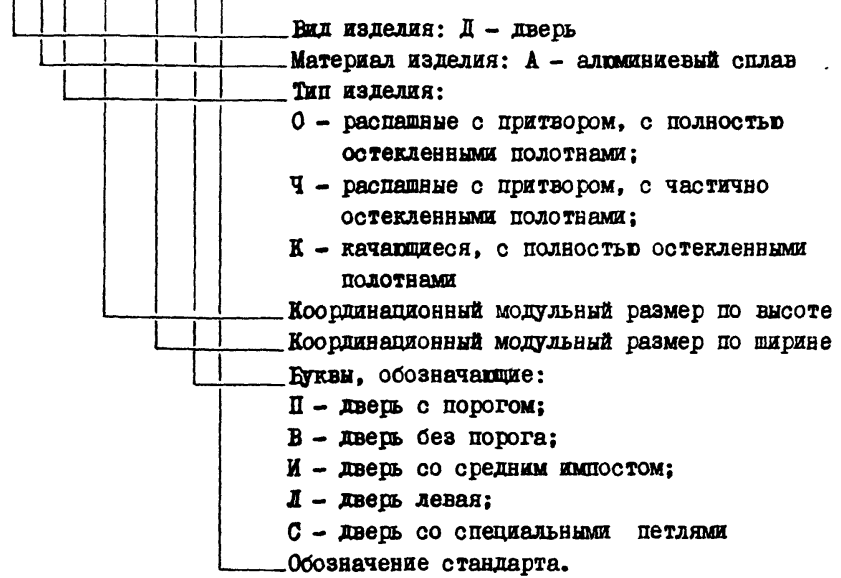 Вид изделия: Д - дверь
Материал изделия: А - алюминиевый сплав
Тип изделия:
О - распашные с притвором, с полностью
остекленными полотнами;
Ч - распашные с притвором, с частично
остекленными полотнами;
К - качающиеся, с полностью остекленными
полотнами
Координационный модульный размер по высоте
Координационный модульный размер по ширине
Буквы, обозначающие:
П - дверь с порогом;
В - дверь без порога;
И - дверь со средним импостом;
Л - дверь левая;
С - дверь со специальными петлями
Обозначение стандарта.